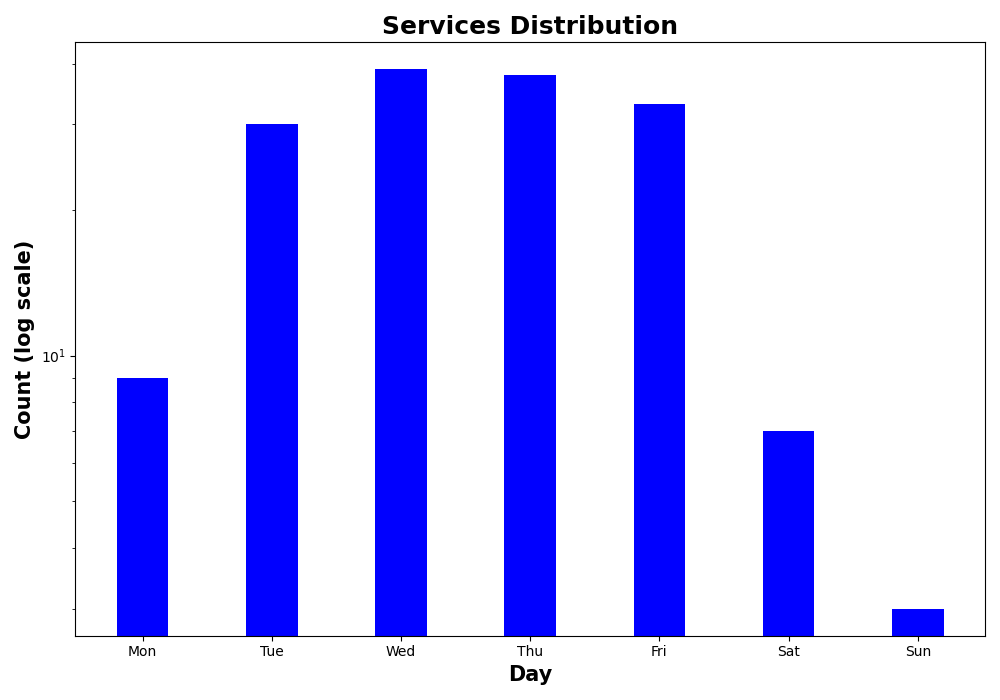 Services Distribution
Count (log scale)
10¹
Mon Tue Wed Thu Fri Sat Sun
Day